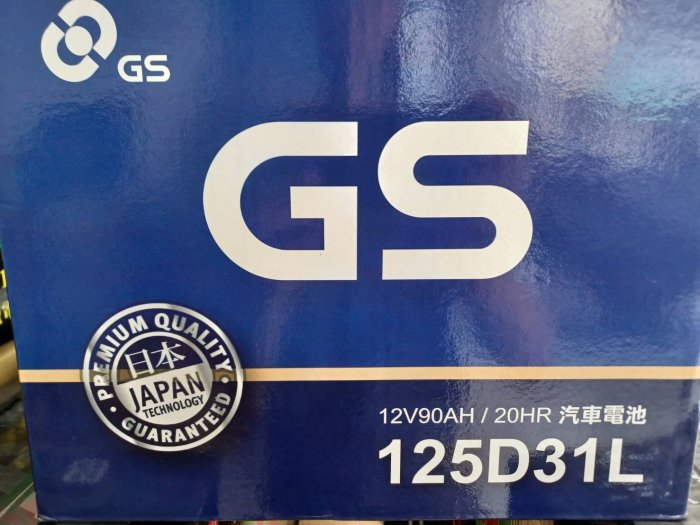 GS
GS
PREMIUM QUALITY
日本
JAPAN
TECHNOLOGY
GUARANTEED
12V90AH / 20HR 汽車電池
125D31L